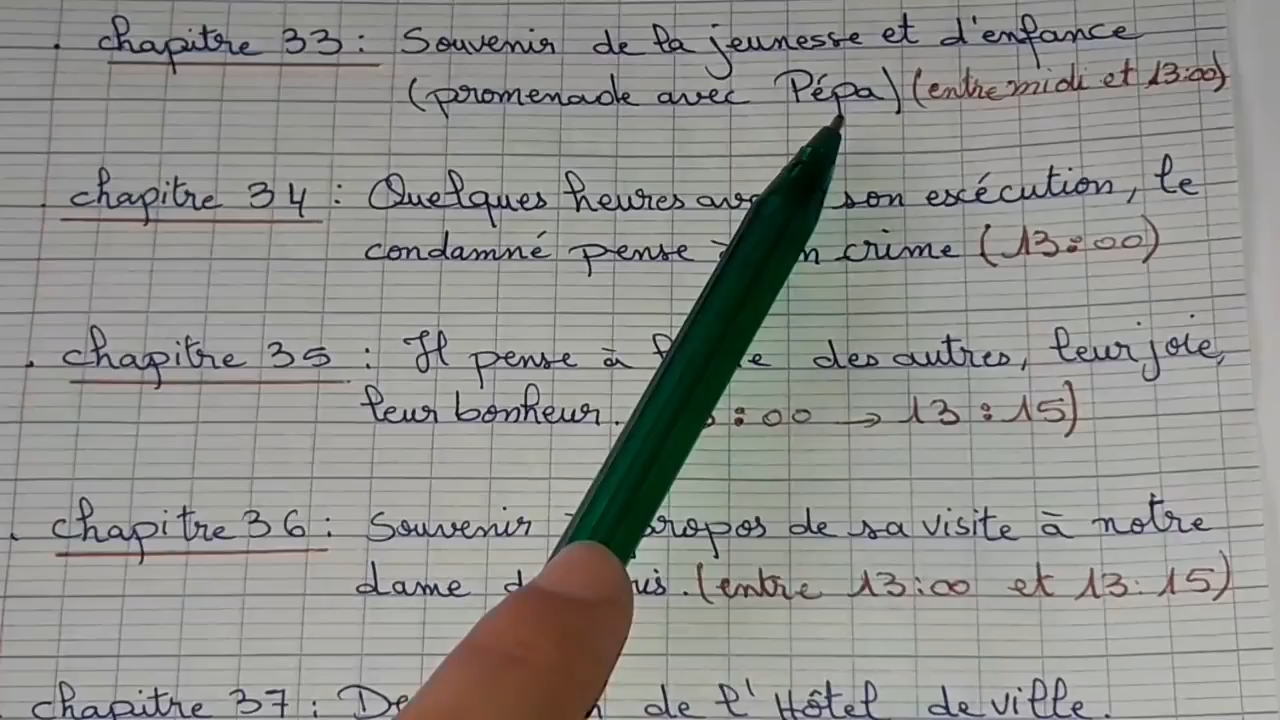 . chapitre 33 : Souvenir de la jeunesse et d'enfance
(promenade avec Pépa) (entre midi et 13:00)
chapitre 34 : Quelques heures son exécution, le
condamné pense crime (13:00)
. chapitre 35 : Il pense à des autres, leur joie,
leur bonheur. :00 → 13:15)
. chapitre 36 : Souvenir propos de sa visite à notre
dame (entre 13:00 et 13:15)
chapitre 37 : de l'Hôtel de ville.